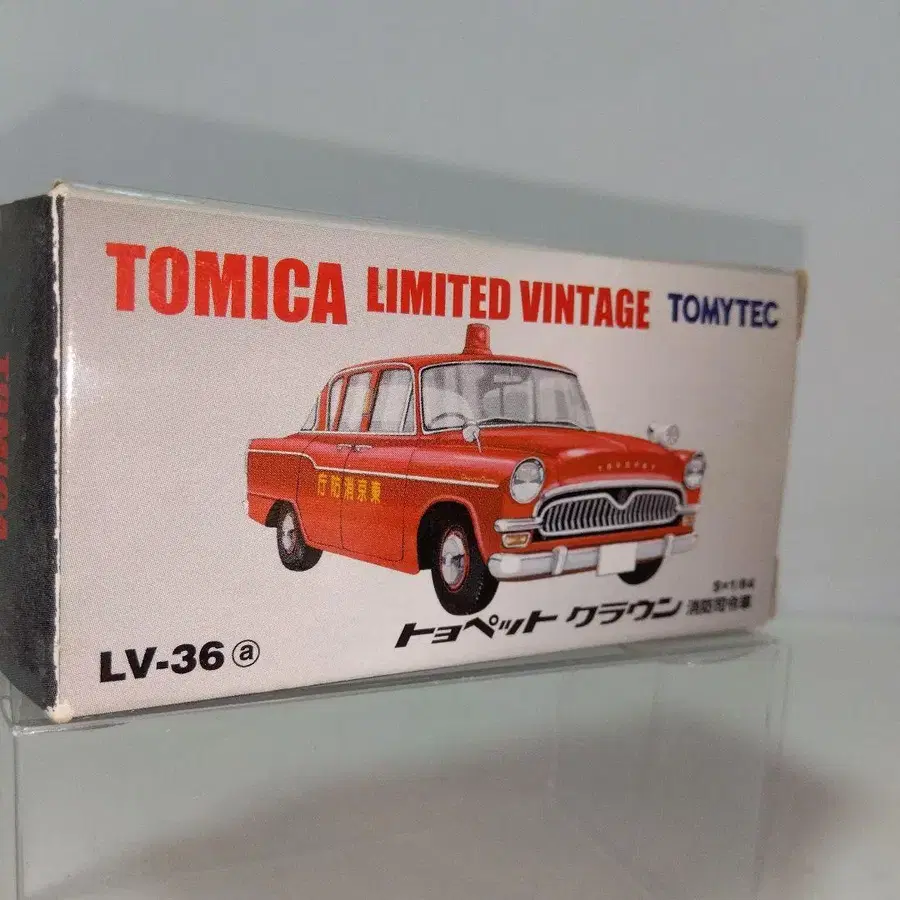 TOMICA LIMITED VINTAGE TOMYTEC
TOYOPET
庁防消京東
S=1/64
トヨペット クラウン 消防司令車
LV-36 ⓐ
TOMICA